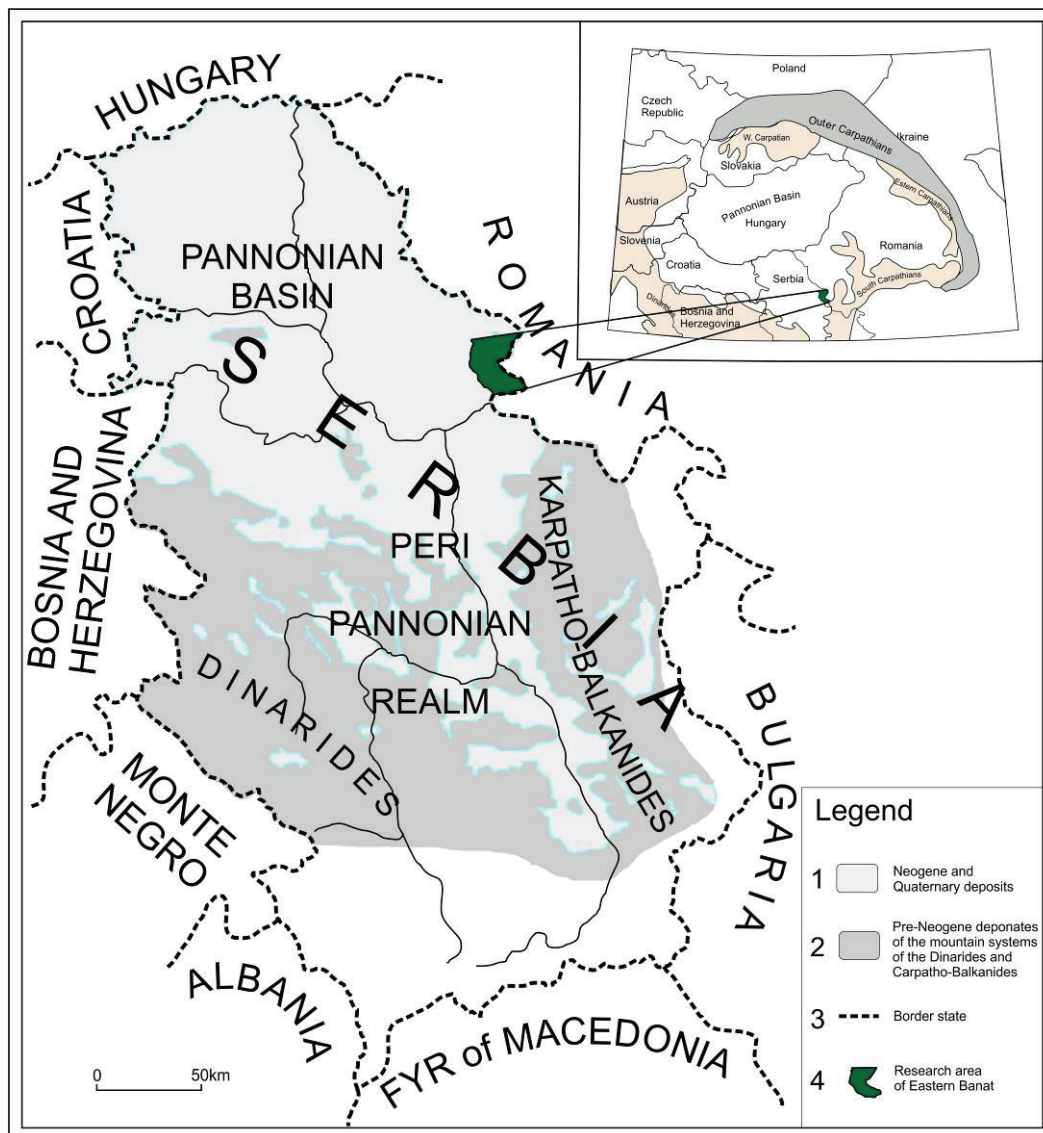 HUNGARY
CROATIA
BOSNIA AND
HERZEGOVINA
MONTE
NEGRO
ALBANIA
FYR of MACEDONIA
BULGARIA
ROMANIA
SERBIA
PANNONIAN
BASIN
PERI
PANNONIAN
REALM
DINARIDES
KARPATHO-BALKANIDES
0
50km
Poland
Czech
Republic
Outer Carpathians
Ukraine
W. Carpatian
Slovakia
Estern Carpathians
Austria
Pannonian Basin
Hungary
Slovenia
Romania
Croatia
Serbia
South Carpathians
Bosnia and
Herzegovina
Legend
1
Neogene and
Quaternary deposits
2
Pre-Neogene deponates
of the mountain systems
of the Dinarides and
Carpatho-Balkanides
3
Border state
4
Research area
of Eastern Banat